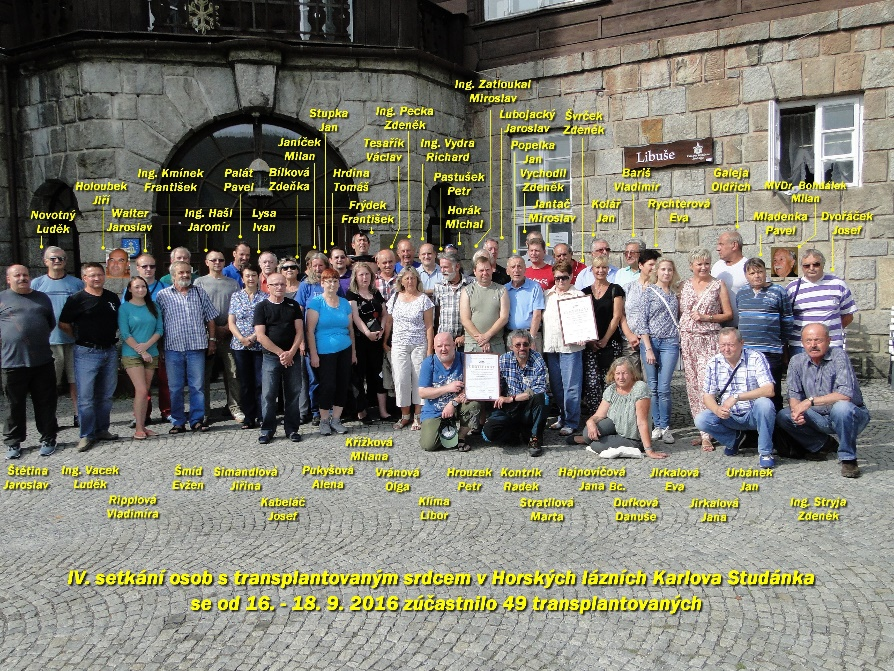 Ing. Zatloukal
Miroslav
Stupka
Jan
Ing. Pecka
Zdeněk
Lubojacký
Jaroslav
Švrček
Zdeněk
Janíček
Milan
Tesařík
Václav
Ing. Vydra
Richard
Popelka
Jan
Libuše
Ing. Kmínek
František
Palát
Pavel
Bílková
Zdeňka
Hrdina
Tomáš
Pastušek
Petr
Vychodil
Zdeněk
Bariš
Vladimír
Galeja
Oldřich
MVDr. Bohuálek
Milan
Holoubek
Jiří
Novotný
Luděk
Walter
Jaroslav
Ing. Hašl
Jaromír
Lysa
Ivan
Frýdek
František
Horák
Michal
Jantač
Miroslav
Kolář
Jan
Rychterová
Eva
Mladenka
Pavel
Dvořáček
Josef
Štětina
Jaroslav
Ing. Vacek
Luděk
Ripplová
Vladimíra
Šmíd
Evžen
Šimandlová
Jiřina
Kabeláč
Josef
Pukyšová
Alena
Křížková
Milana
Vránová
Olga
Klíma
Libor
Hrouzek
Petr
Kontrik
Radek
Stratilová
Marta
Hajnovičová
Jana Bc.
Dufková
Danuše
Jirkalová
Eva
Jirkalová
Jana
Urbánek
Jan
Ing. Stryja
Zdeněk
IV. setkání osob s transplantovaným srdcem v Horských lázních Karlova Studánka
se od 16. - 18. 9. 2016 zúčastnilo 49 transplantovaných